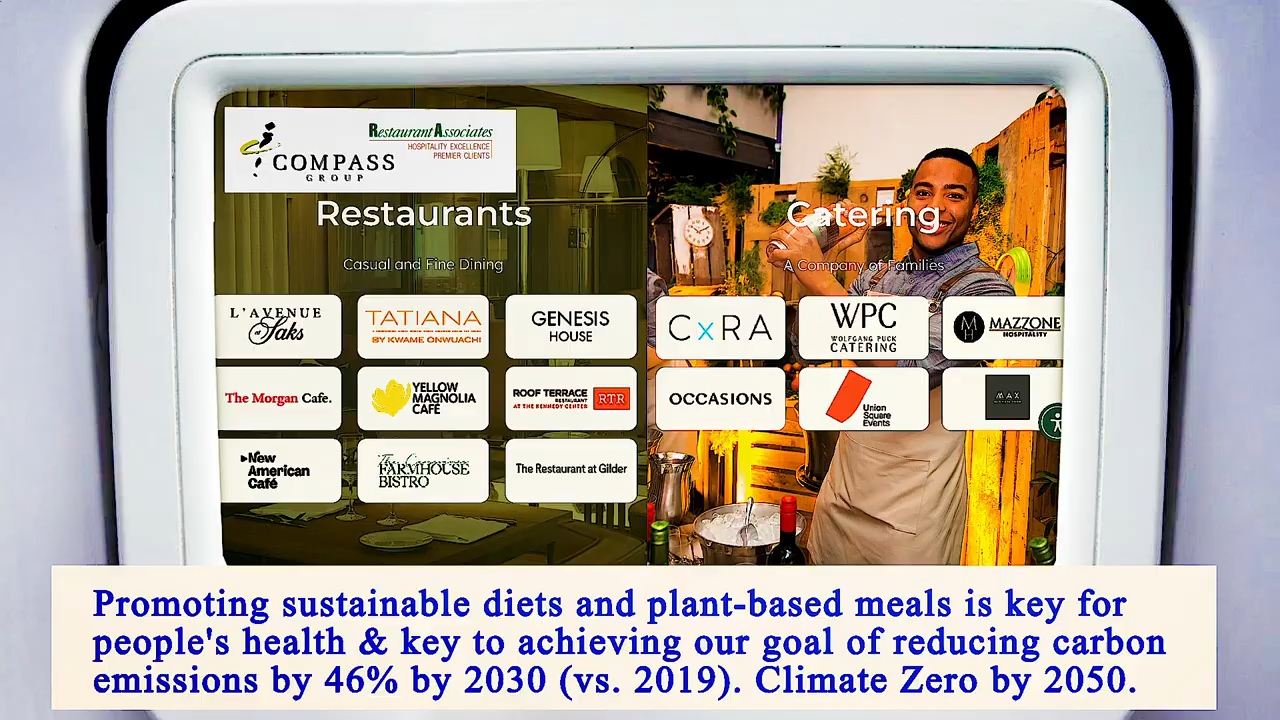 COMPASS
GROUP
RESTAURANT ASSOCIATES
HOSPITALITY EXCELLENCE
PREMIER CLIENTS
Restaurants
Casual and Fine Dining
L'AVENUE
Saks
TATIANA
BY KWAME ONWUACHI
GENESIS
HOUSE
The Morgan Cafe.
YELLOW
MAGNOLIA
CAFÉ
ROOF TERRACE
RESTAURANT
AT THE KENNEDY CENTER
RTR
New
American
Café
FARMHOUSE
BISTRO
The Restaurant at Gilder
Catering
A Company of Families
CxRA
WPC
WOLFGANG PUCK
CATERING
MH
MAZZONE
HOSPITALITY
OCCASIONS
Union
Square
Events
MAX
Promoting sustainable diets and plant-based meals is key for
people's health & key to achieving our goal of reducing carbon
emissions by 46% by 2030 (vs. 2019). Climate Zero by 2050.